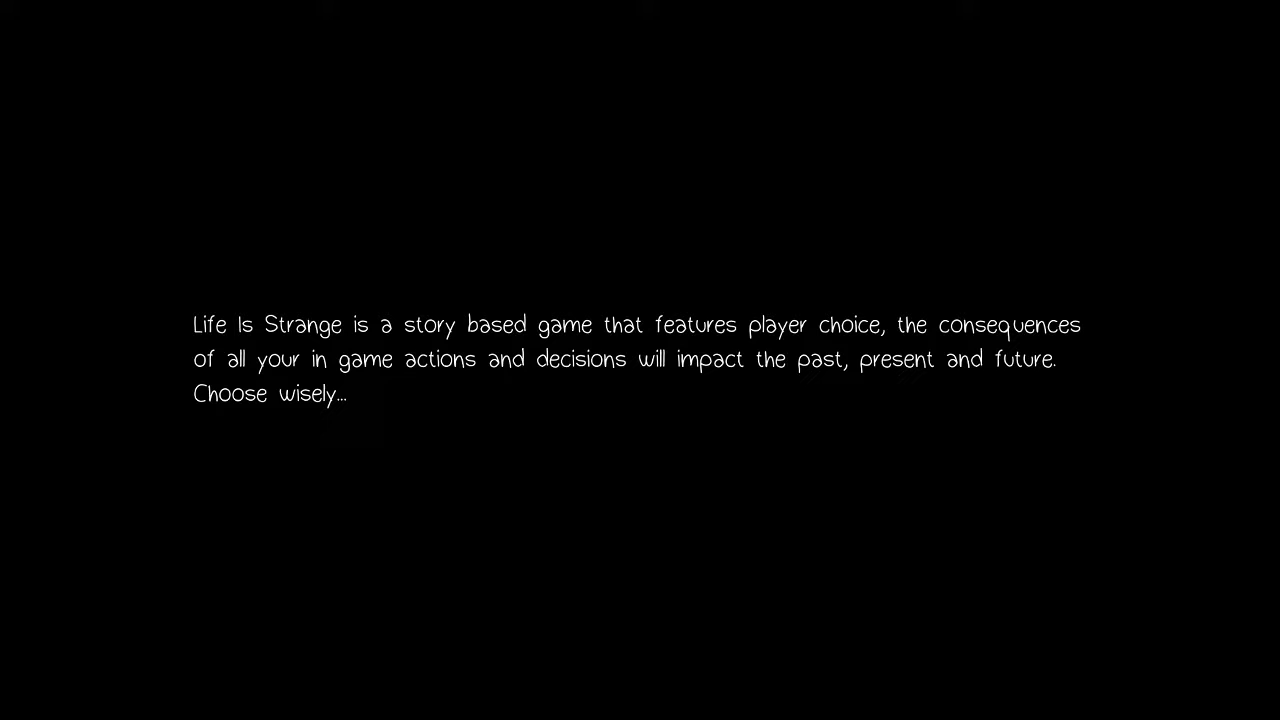 Life Is Strange is a story based game that features player choice, the consequences
of all your in game actions and decisions will impact the past, present and future.
Choose wisely...